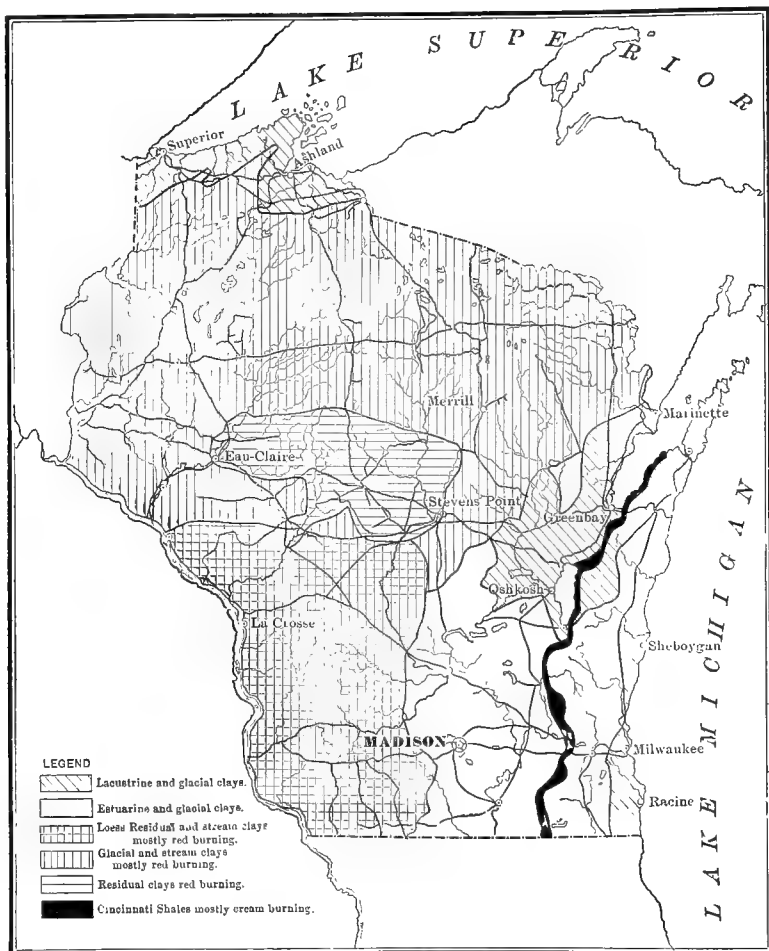 LAKE SUPERIOR
Superior
Ashland
Merrill
Marinette
Eau-Claire
Stevens Point
Greenbay
Oshkosh
La Crosse
Sheboygan
LAKE MICHIGAN
MADISON
Milwaukee
Racine
LEGEND
Lacustrine and glacial clays.
Estuarine and glacial clays.
Loess Residual and stream clays
mostly red burning.
Glacial and stream clays
mostly red burning.
Residual clays red burning.
Cincinnati Shales mostly cream burning.